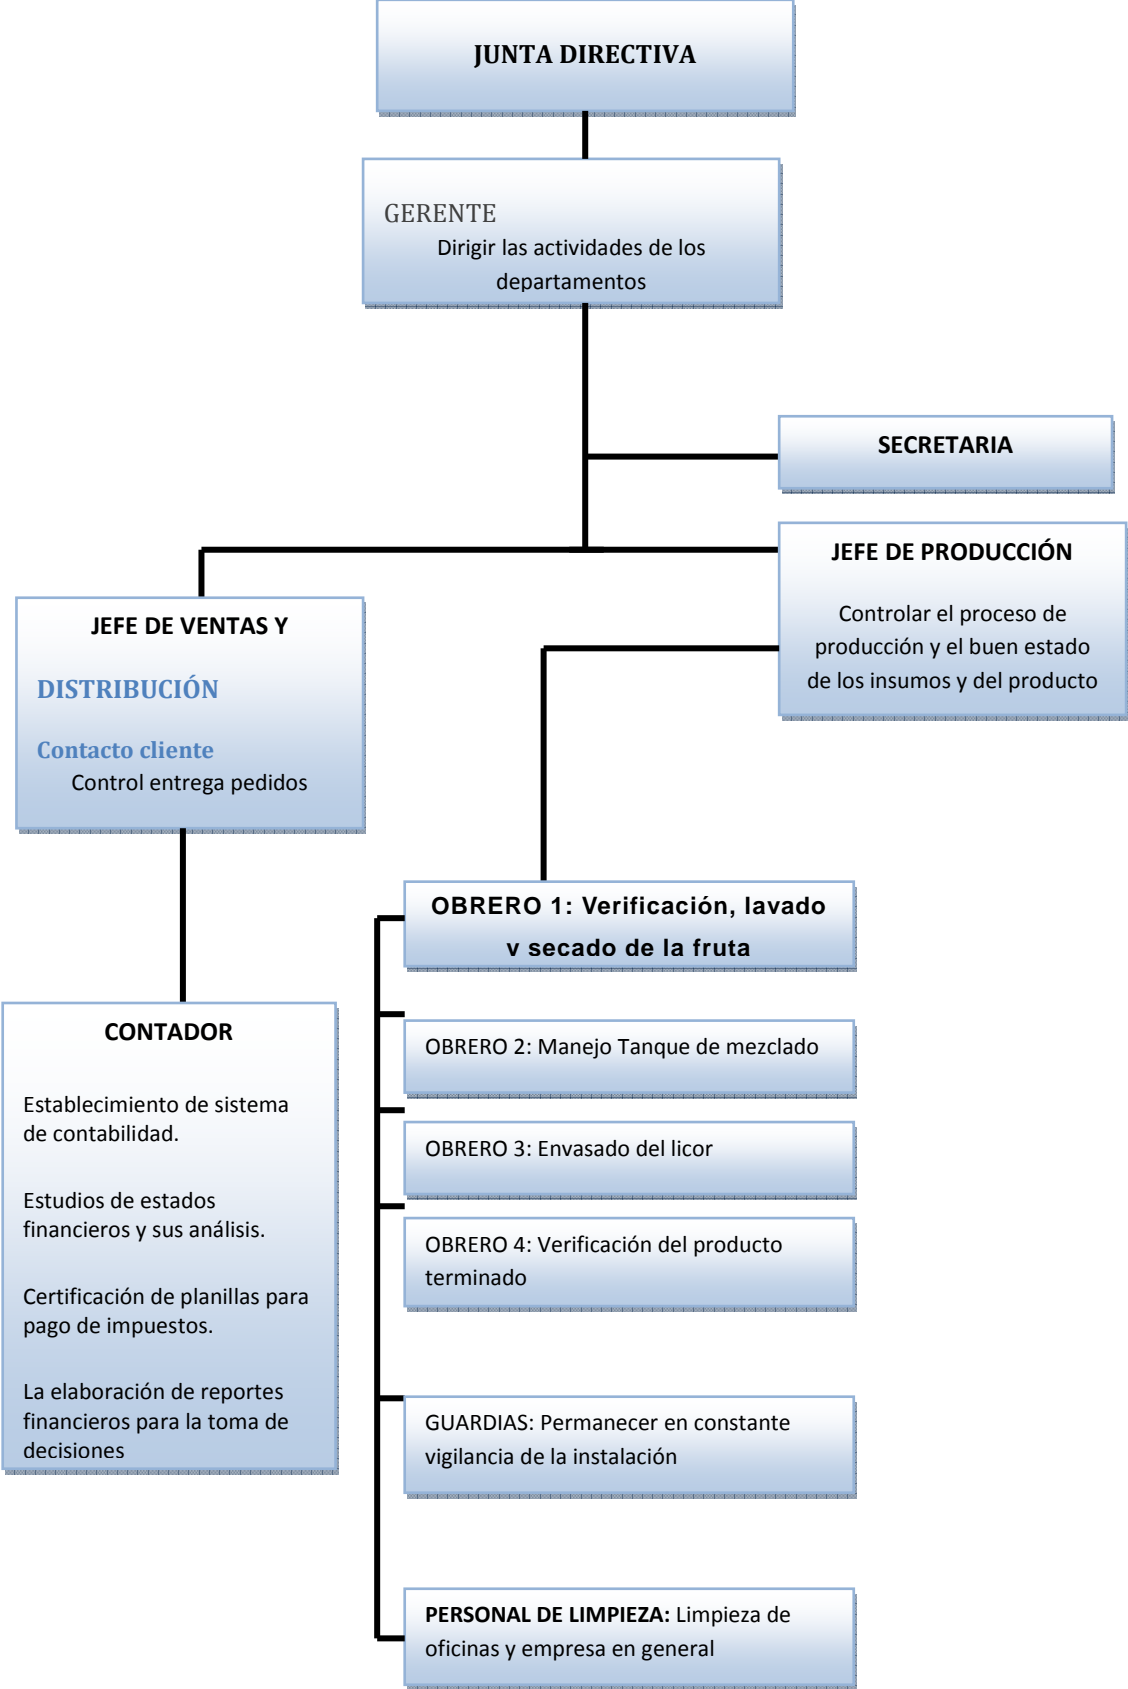 JUNTA DIRECTIVA
GERENTE
Dirigir las actividades de los
departamentos
SECRETARIA
JEFE DE PRODUCCIÓN
Controlar el proceso de
producción y el buen estado
de los insumos y del producto
JEFE DE VENTAS Y
DISTRIBUCIÓN
Contacto cliente
Control entrega pedidos
OBRERO 1: Verificación, lavado
y secado de la fruta
OBRERO 2: Manejo Tanque de mezclado
OBRERO 3: Envasado del licor
OBRERO 4: Verificación del producto
terminado
GUARDIAS: Permanecer en constante
vigilancia de la instalación
PERSONAL DE LIMPIEZA: Limpieza de
oficinas y empresa en general
CONTADOR
Establecimiento de sistema
de contabilidad.
Estudios de estados
financieros y sus análisis.
Certificación de planillas para
pago de impuestos.
La elaboración de reportes
financieros para la toma de
decisiones